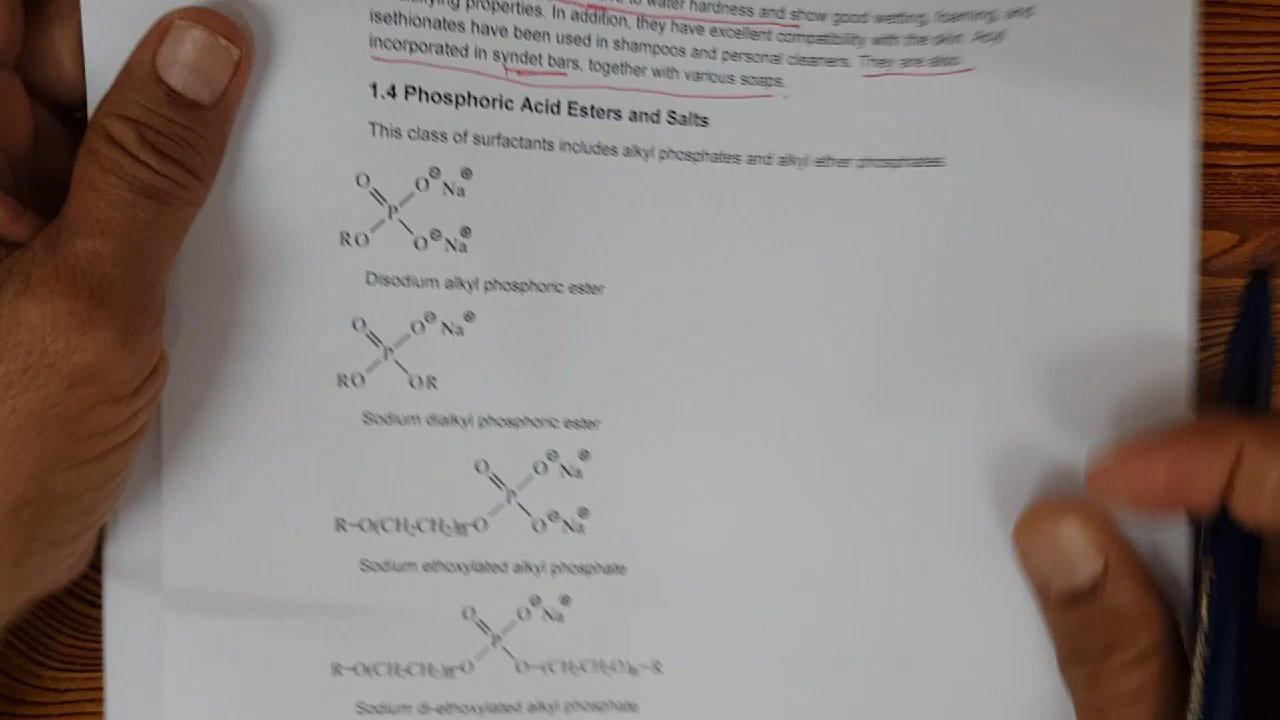 to water hardness and show good wetting, foaming, and
properties. In addition, they have excellent compatibility with the skin. Acyl
isethionates have been used in shampoos and personal cleaners. They are also
incorporated in syndet bars, together with various soaps.
1.4 Phosphoric Acid Esters and Salts
This class of surfactants includes alkyl phosphates and alkyl ether phosphates.
O O⊖ Na⊕
P
RO O⊖ Na⊕
Disodium alkyl phosphoric ester
O O⊖ Na⊕
P
RO OR
Sodium dialkyl phosphoric ester
O O⊖ Na⊕
P
R-O(CH2CH2)n-O O⊖ Na⊕
Sodium ethoxylated alkyl phosphate
O O⊖ Na⊕
P
R-O(CH2CH2)n-O O-(CH2CH2O)n-R
Sodium di-ethoxylated alkyl phosphate